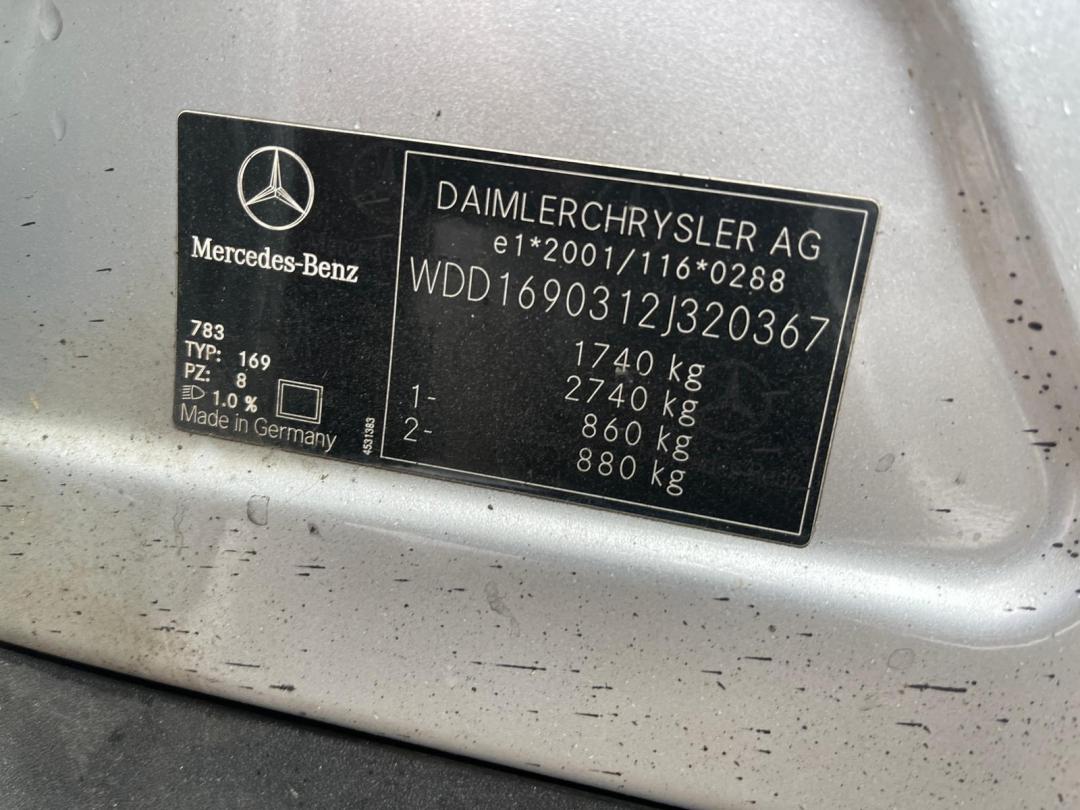 Mercedes-Benz
783
TYP: 169
PZ: 8
1.0 %
Made in Germany
4531383
DAIMLERCHRYSLER AG
e1*2001/116*0288
WDD1690312J320367
1740 kg
2740 kg
1- 860 kg
2- 880 kg